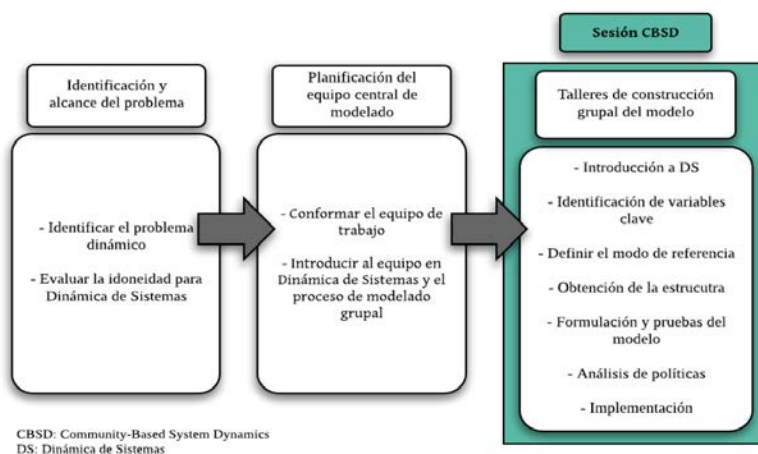 Sesión CBSD
Identificación y
alcance del problema
- Identificar el problema
dinámico
- Evaluar la idoneidad para
Dinámica de Sistemas
Planificación del
equipo central de
modelado
- Conformar el equipo de
trabajo
- Introducir al equipo en
Dinámica de Sistemas y el
proceso de modelado
grupal
Talleres de construcción
grupal del modelo
- Introducción a DS
- Identificación de variables
clave
- Definir el modo de referencia
- Obtención de la estrucutra
- Formulación y pruebas del
modelo
- Análisis de políticas
- Implementación
CBSD: Community-Based System Dynamics
DS: Dinámica de Sistemas